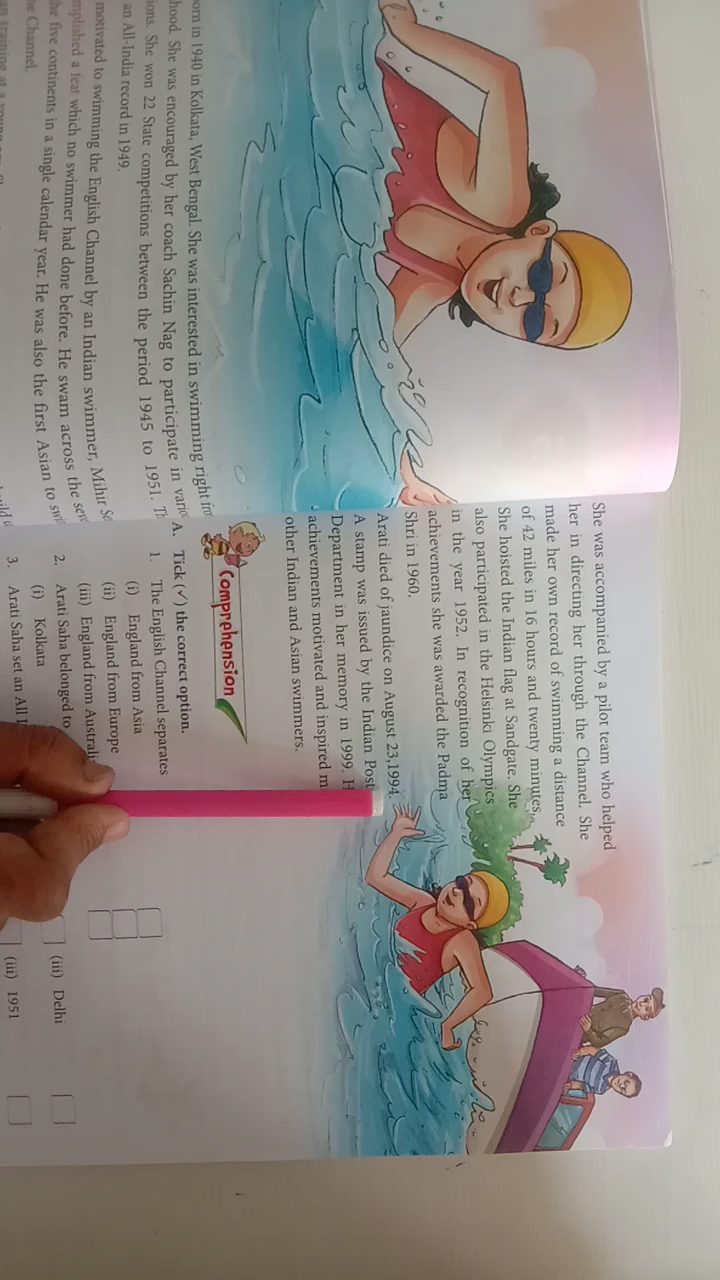 orn in 1940 in Kolkata, West Bengal. She was interested in swimming right
hood. She was encouraged by her coach Sachin Nag to participate in
ions. She won 22 State competitions between the period 1945 to 1951.
an All-India record in 1949.
motivated to swimming the English Channel by an Indian swimmer, Mihir
mplished a feat which no swimmer had done before. He swam across the
he five continents in a single calendar year. He was also the first Asian to
he Channel.
She was accompanied by a pilot team who helped
her in directing her through the Channel. She
made her own record of swimming a distance
of 42 miles in 16 hours and twenty minutes.
She hoisted the Indian flag at Sandgate. She
also participated in the Helsinki Olympics
in the year 1952. In recognition of her
achievements she was awarded the Padma
Shri in 1960.
Arati died of jaundice on August 23,1994.
A stamp was issued by the Indian Post
Department in her memory in 1999. H
achievements motivated and inspired m
other Indian and Asian swimmers.
Comprehension
A. Tick (✓) the correct option.
1. The English Channel separates
(i) England from Asia
(ii) England from Europe
(iii) England from Austral
2. Arati Saha belonged to
(i) Kolkata (iii) Delhi
3. Arati Saha set an All (iii) 1951